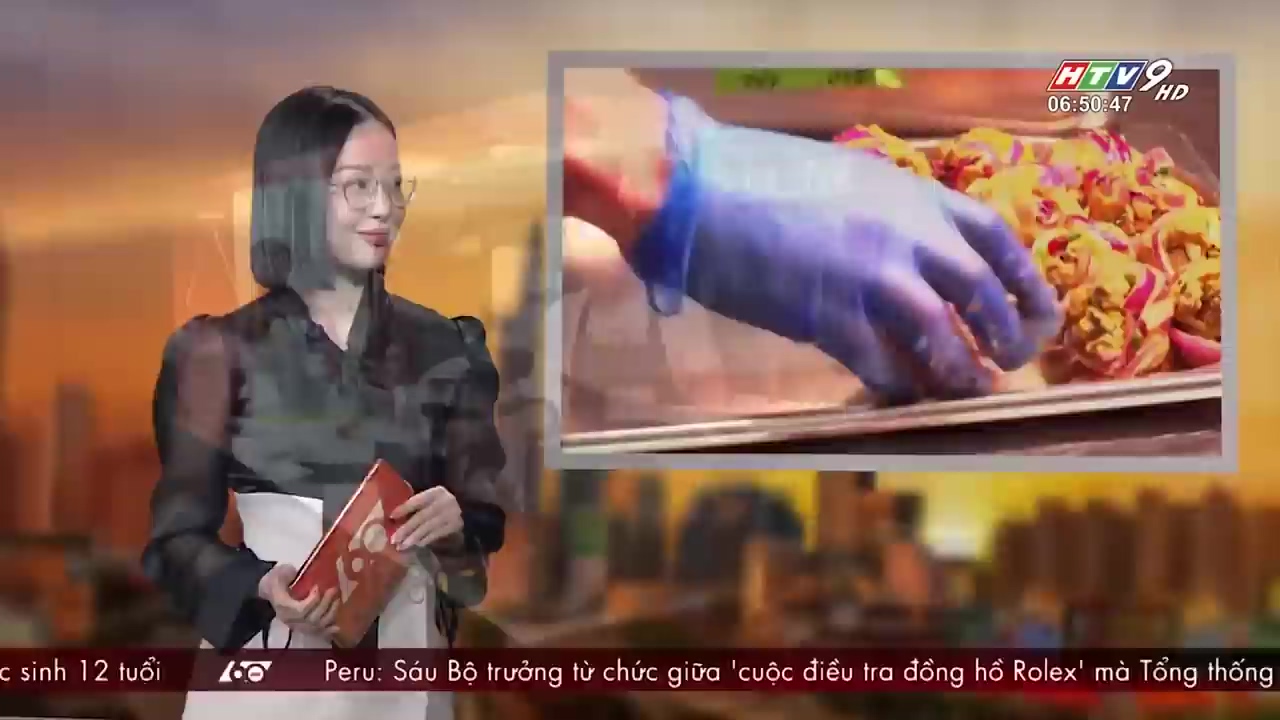 HTV9 HD
06:50:47
c sinh 12 tuổi
Peru: Sáu Bộ trưởng từ chức giữa 'cuộc điều tra đồng hồ Rolex' mà Tổng thống